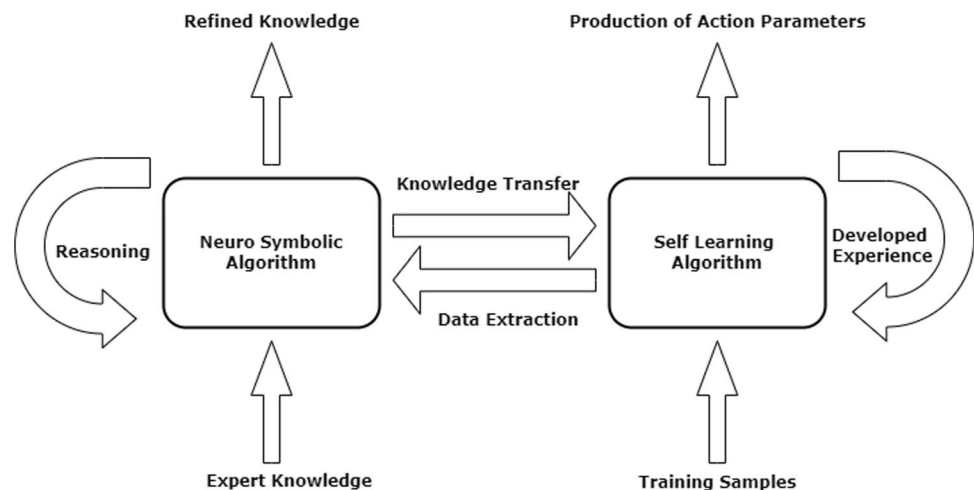 Refined Knowledge
Production of Action Parameters
Knowledge Transfer
Reasoning
Neuro Symbolic
Algorithm
Self Learning
Algorithm
Developed
Experience
Data Extraction
Expert Knowledge
Training Samples